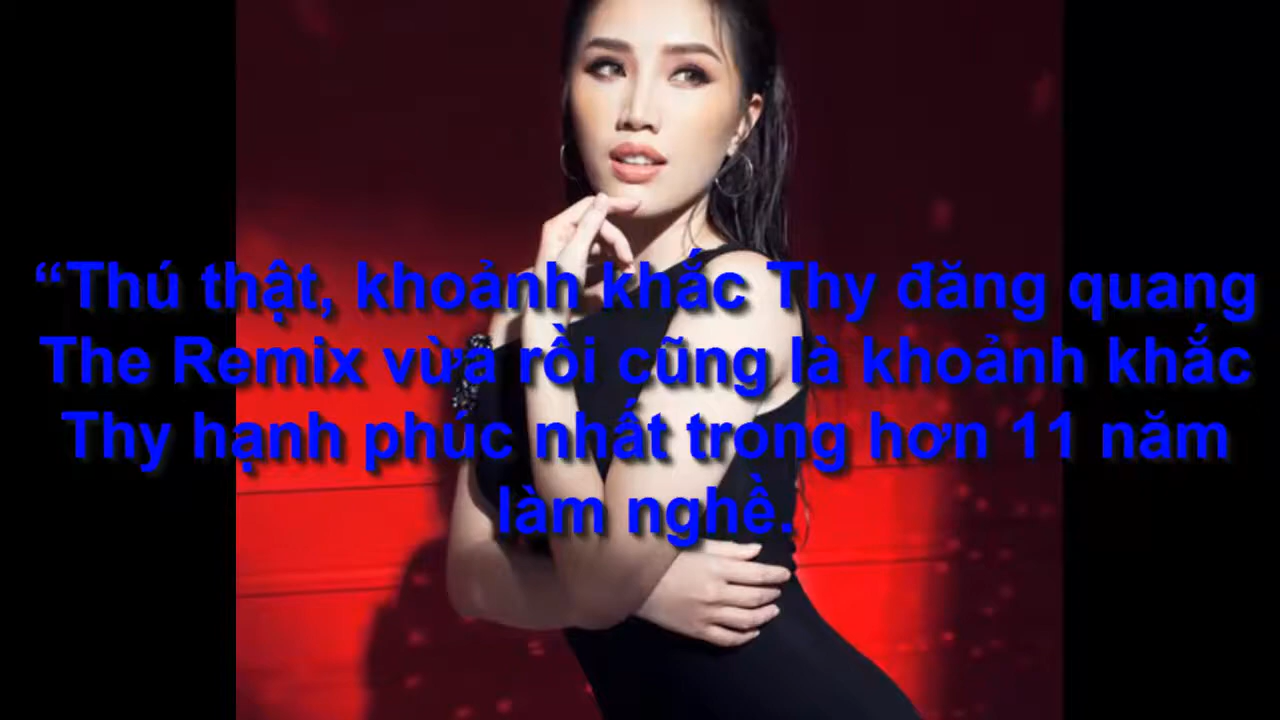 “Thú thật, khoảnh khắc Thy đăng quang
The Remix vừa rồi cũng là khoảnh khắc
Thy hạnh phúc nhất trong hơn 11 năm
làm nghề.